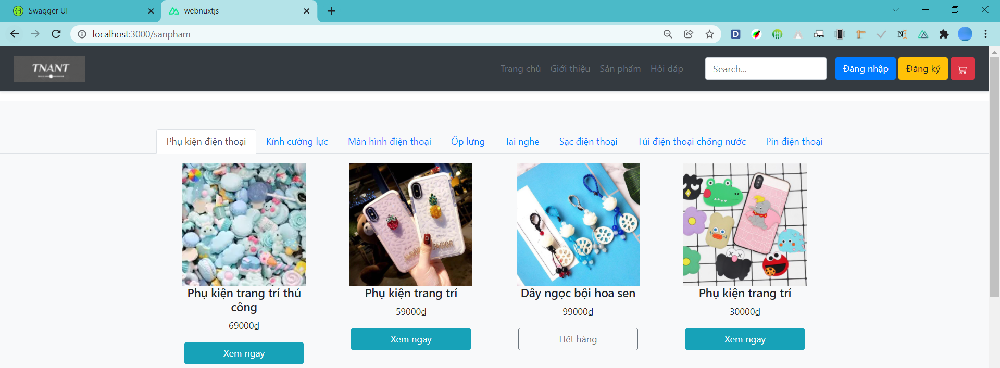 Swagger UI
webnuxtjs
localhost:3000/sanpham
TNANT
Trang chủ Giới thiệu Sản phẩm Hỏi đáp
Search...
Đăng nhập
Đăng ký
Phụ kiện điện thoại Kính cường lực Màn hình điện thoại Ốp lưng Tai nghe Sạc điện thoại Túi điện thoại chống nước Pin điện thoại
Phụ kiện trang trí thủ
công
69000₫
Xem ngay
Phụ kiện trang trí
59000₫
Xem ngay
Dây ngọc bội hoa sen
99000₫
Hết hàng
Phụ kiện trang trí
30000₫
Xem ngay